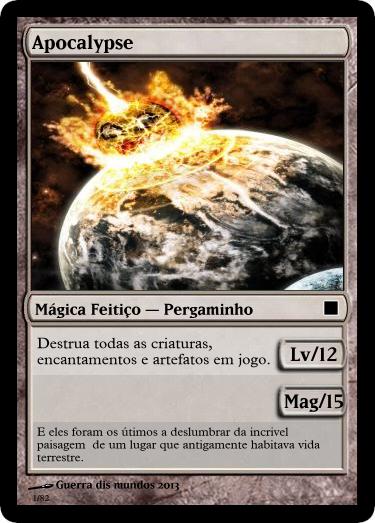 Apocalypse
Mágica Feitiço — Pergaminho
Destrua todas as criaturas,
encantamentos e artefatos em jogo.
Lv/12
Mag/15
E eles foram os útimos a deslumbrar da incrivel
paisagem de um lugar que antigamente habitava vida
terrestre.
Guerra dis mundos 2013
1/82